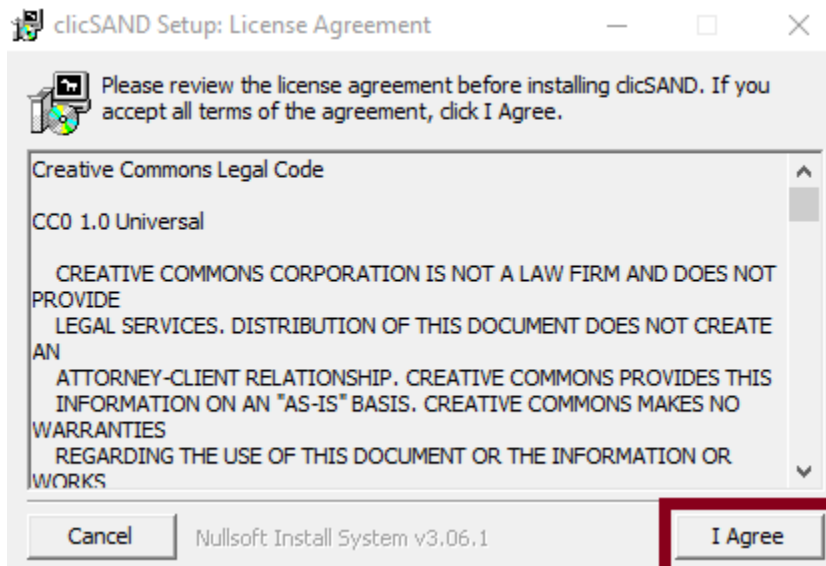 clicSAND Setup: License Agreement
Please review the license agreement before installing clicSAND. If you
accept all terms of the agreement, click I Agree.
Creative Commons Legal Code
CC0 1.0 Universal
CREATIVE COMMONS CORPORATION IS NOT A LAW FIRM AND DOES NOT
PROVIDE
LEGAL SERVICES. DISTRIBUTION OF THIS DOCUMENT DOES NOT CREATE
AN
ATTORNEY-CLIENT RELATIONSHIP. CREATIVE COMMONS PROVIDES THIS
INFORMATION ON AN "AS-IS" BASIS. CREATIVE COMMONS MAKES NO
WARRANTIES
REGARDING THE USE OF THIS DOCUMENT OR THE INFORMATION OR
WORKS
Cancel
Nullsoft Install System v3.06.1
I Agree